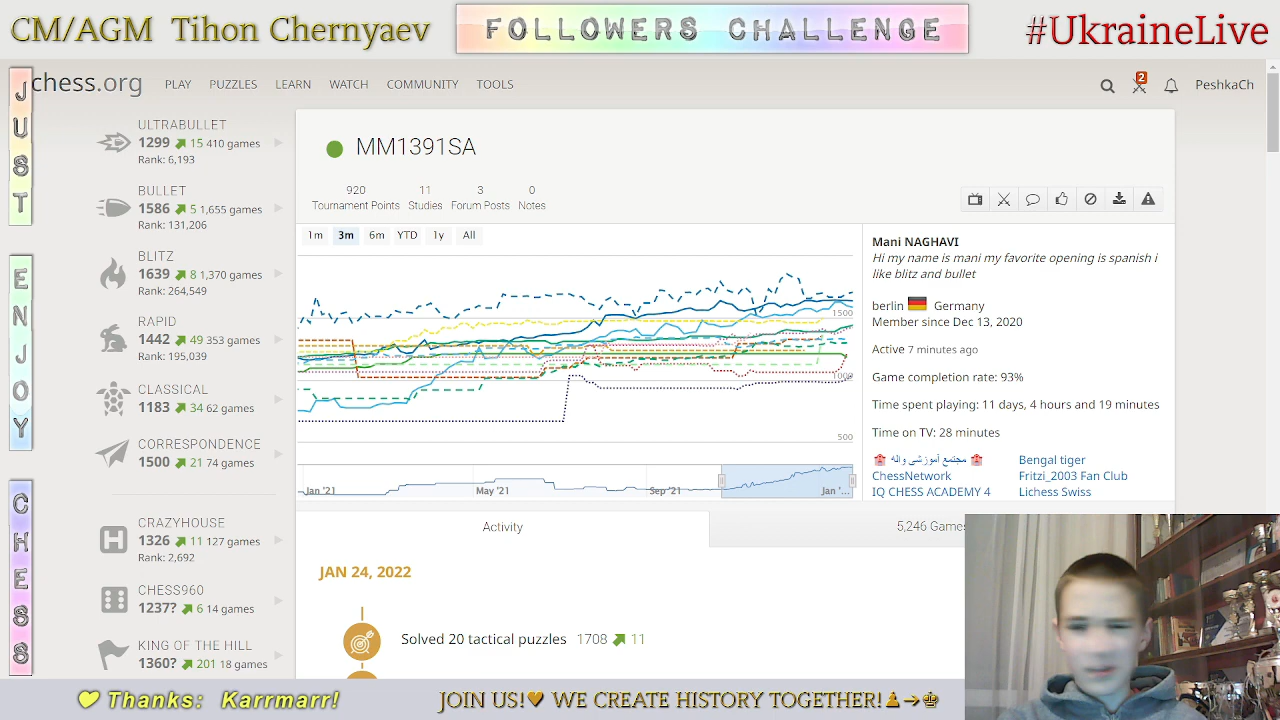 CM/AGM Tihon Chernyaev
FOLLOWERS CHALLENGE
#UkraineLive
JUST
ENJOY
CHESS
chess.org
PLAY PUZZLES LEARN WATCH COMMUNITY TOOLS
2
PeshkaCh
ULTRABULLET
1299 15 410 games
Rank: 6,193
BULLET
1586 5 1,655 games
Rank: 131,206
BLITZ
1639 8 1,370 games
Rank: 264,549
RAPID
1442 49 353 games
Rank: 195,039
CLASSICAL
1183 34 62 games
CORRESPONDENCE
1500 21 74 games
CRAZYHOUSE
1326 11 127 games
Rank: 2,692
CHESS960
1237? 6 14 games
KING OF THE HILL
1360? 201 18 games
MM1391SA
920 11 3 0
Tournament Points Studies Forum Posts Notes
1m 3m 6m YTD 1y All
1500
1000
500
Jan '21 May '21 Sep '21 Jan '...
Mani NAGHAVI
Hi my name is mani my favorite opening is spanish i
like blitz and bullet
berlin Germany
Member since Dec 13, 2020
Active 7 minutes ago
Game completion rate: 93%
Time spent playing: 11 days, 4 hours and 19 minutes
Time on TV: 28 minutes
مجتمع آموزشی واله Bengal tiger
ChessNetwork Fritzi_2003 Fan Club
IQ CHESS ACADEMY 4 Lichess Swiss
Activity 5,246 Games
JAN 24, 2022
Solved 20 tactical puzzles 1708 11
Thanks: Karrmarr!
JOIN US! WE CREATE HISTORY TOGETHER!